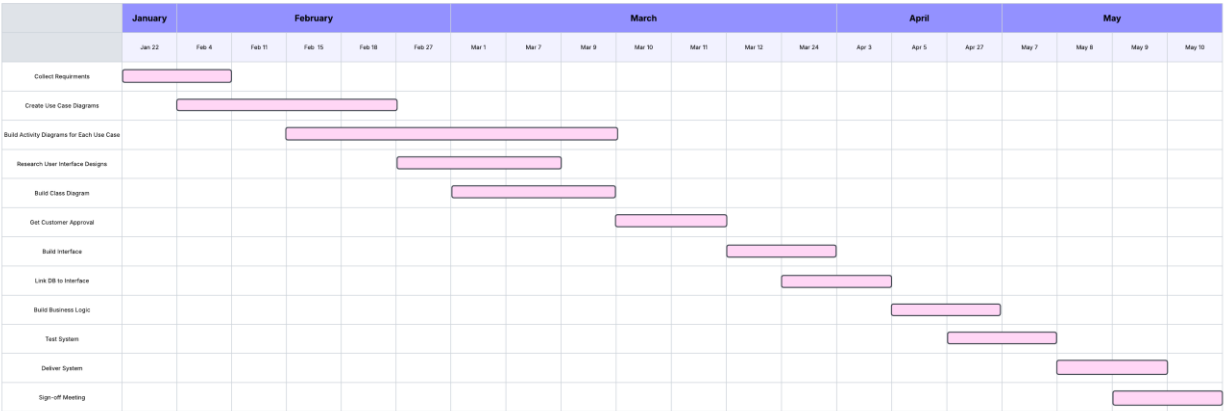 January February March April May
Jan 22 Feb 4 Feb 11 Feb 15 Feb 18 Feb 27 Mar 1 Mar 7 Mar 9 Mar 10 Mar 11 Mar 12 Mar 24 Apr 3 Apr 5 Apr 27 May 7 May 8 May 9 May 10
Collect Requirments
Create Use Case Diagrams
Build Activity Diagrams for Each Use Case
Research User Interface Designs
Build Class Diagram
Get Customer Approval
Build Interface
Link DB to Interface
Build Business Logic
Test System
Deliver System
Sign-off Meeting